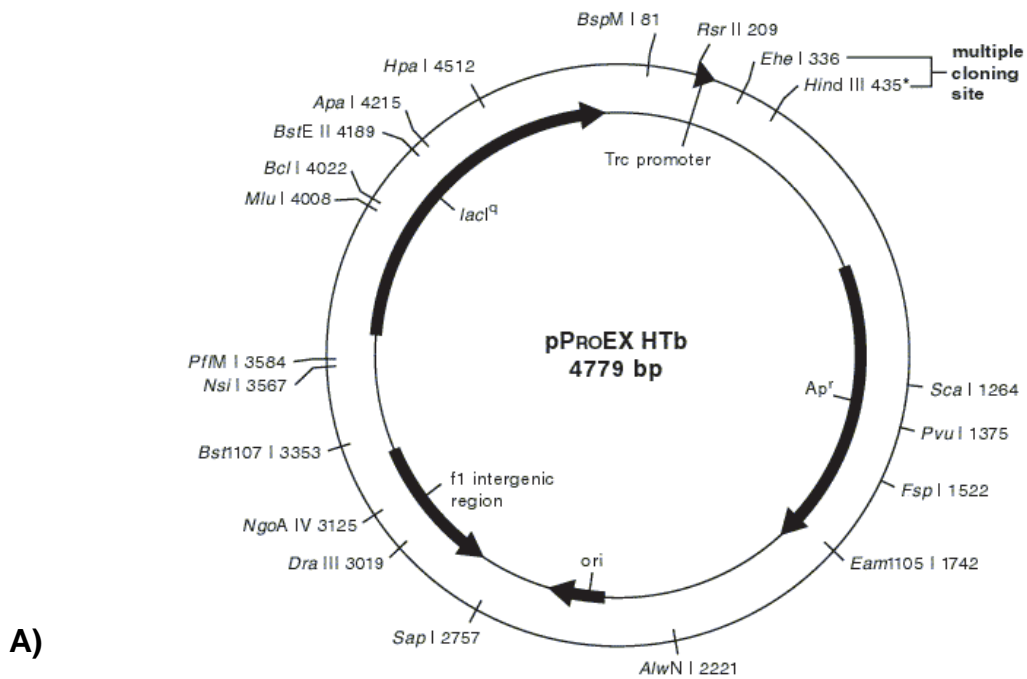 BspM I 81
Rsr II 209
Ehe I 336
Hind III 435*
multiple
cloning
site
Hpa I 4512
Apa I 4215
BstE II 4189
Bcl I 4022
Mlu I 4008
Trc promoter
lacIq
pPROEX HTb
4779 bp
PflM I 3584
Nsi I 3567
Apr
Sca I 1264
Pvu I 1375
Bst1107 I 3353
f1 intergenic
region
Fsp I 1522
NgoA IV 3125
Dra III 3019
ori
Eam1105 I 1742
A)
Sap I 2757
AlwN I 2221